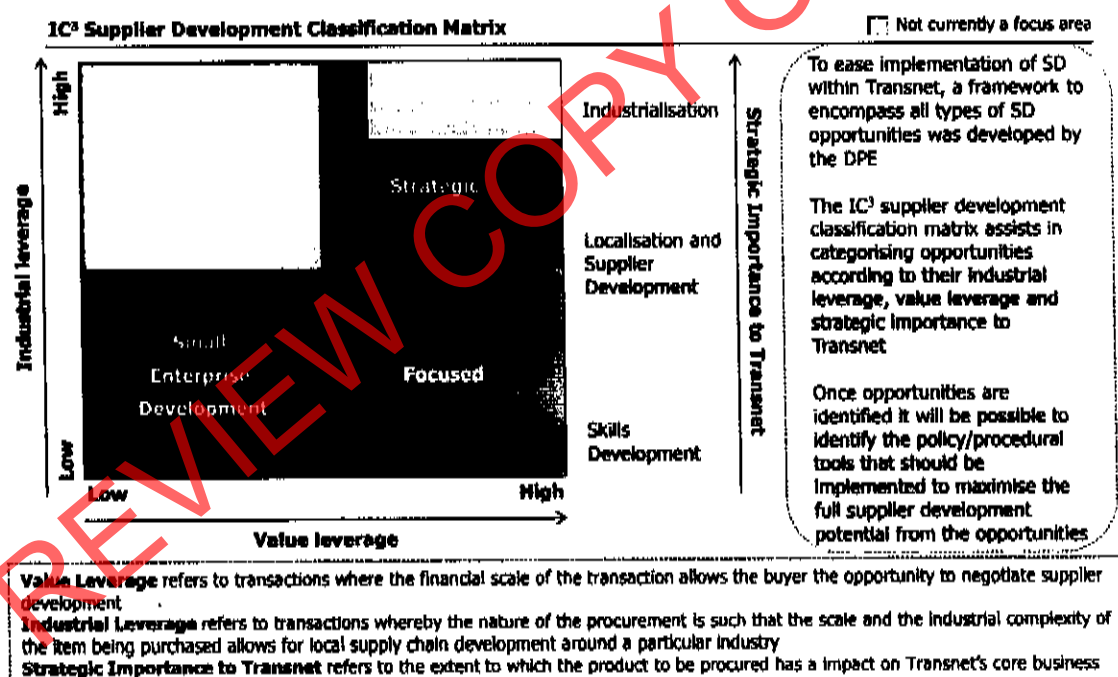 IC³ Supplier Development Classification Matrix
Not currently a focus area
High
Industrial leverage
Low
Strategic
Small
Enterprise
Development
Focused
Low
High
Value leverage
Industrialisation
Localisation and
Supplier
Development
Skills
Development
Strategic Importance to Transnet
To ease implementation of SD
within Transnet, a framework to
encompass all types of SD
opportunities was developed by
the DPE
The IC³ supplier development
classification matrix assists in
categorising opportunities
according to their industrial
leverage, value leverage and
strategic importance to
Transnet
Once opportunities are
identified it will be possible to
identify the policy/procedural
tools that should be
implemented to maximise the
full supplier development
potential from the opportunities
Value Leverage refers to transactions where the financial scale of the transaction allows the buyer the opportunity to negotiate supplier
development
Industrial Leverage refers to transactions whereby the nature of the procurement is such that the scale and the industrial complexity of
the item being purchased allows for local supply chain development around a particular industry
Strategic Importance to Transnet refers to the extent to which the product to be procured has a impact on Transnet's core business
REVIEW COPY